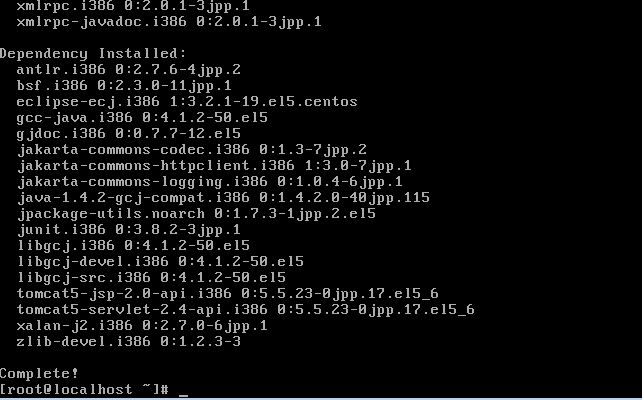 xmlrpc.i386 0:2.0.1-3jpp.1
xmlrpc-javadoc.i386 0:2.0.1-3jpp.1
Dependency Installed:
antlr.i386 0:2.7.6-4jpp.2
bsf.i386 0:2.3.0-11jpp.1
eclipse-ecj.i386 1:3.2.1-19.el5.centos
gcc-java.i386 0:4.1.2-50.el5
gjdoc.i386 0:0.7.7-12.el5
jakarta-commons-codec.i386 0:1.3-7jpp.2
jakarta-commons-httpclient.i386 1:3.0-7jpp.1
jakarta-commons-logging.i386 0:1.0.4-6jpp.1
java-1.4.2-gcj-compat.i386 0:1.4.2.0-40jpp.115
jpackage-utils.noarch 0:1.7.3-1jpp.2.el5
junit.i386 0:3.8.2-3jpp.1
libgcj.i386 0:4.1.2-50.el5
libgcj-devel.i386 0:4.1.2-50.el5
libgcj-src.i386 0:4.1.2-50.el5
tomcat5-jsp-2.0-api.i386 0:5.5.23-0jpp.17.el5_6
tomcat5-servlet-2.4-api.i386 0:5.5.23-0jpp.17.el5_6
xalan-j2.i386 0:2.7.0-6jpp.1
zlib-devel.i386 0:1.2.3-3
Complete!
[root@localhost ~]# _